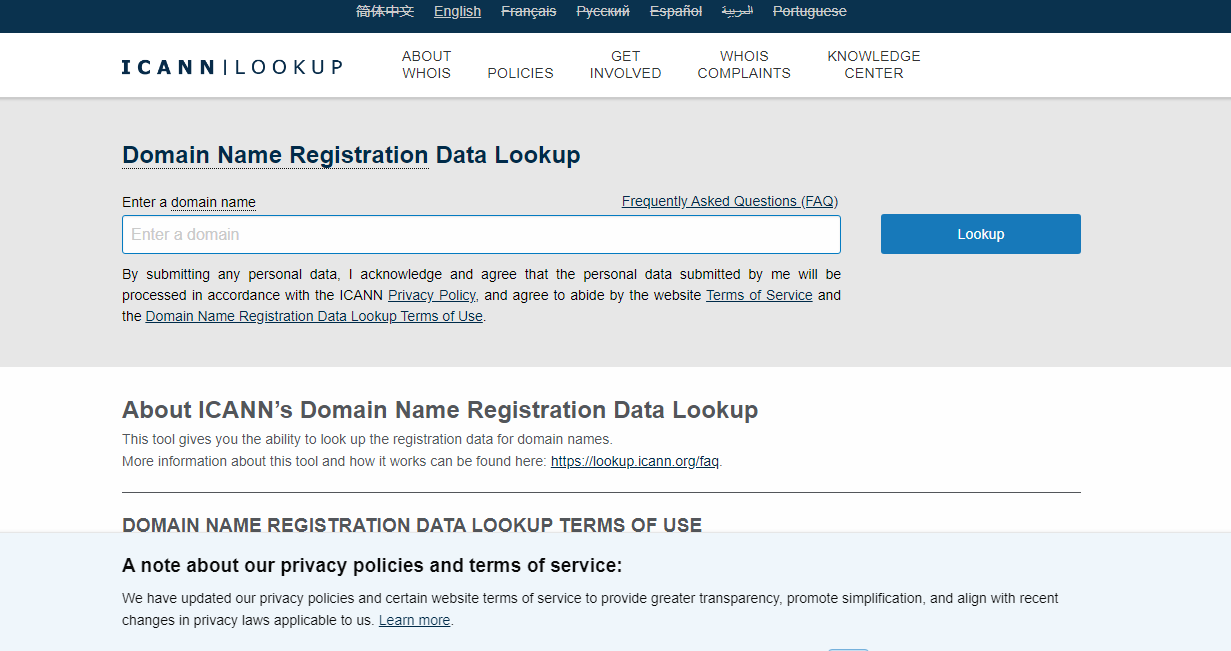 简体中文 English Français Русский Español العربية Portuguese
ICANN|LOOKUP
ABOUT
WHOIS
POLICIES
GET
INVOLVED
WHOIS
COMPLAINTS
KNOWLEDGE
CENTER
Domain Name Registration Data Lookup
Enter a domain name
Frequently Asked Questions (FAQ)
Enter a domain
Lookup
By submitting any personal data, I acknowledge and agree that the personal data submitted by me will be
processed in accordance with the ICANN Privacy Policy, and agree to abide by the website Terms of Service and
the Domain Name Registration Data Lookup Terms of Use.
About ICANN’s Domain Name Registration Data Lookup
This tool gives you the ability to look up the registration data for domain names.
More information about this tool and how it works can be found here: https://lookup.icann.org/faq.
DOMAIN NAME REGISTRATION DATA LOOKUP TERMS OF USE
A note about our privacy policies and terms of service:
We have updated our privacy policies and certain website terms of service to provide greater transparency, promote simplification, and align with recent
changes in privacy laws applicable to us. Learn more.